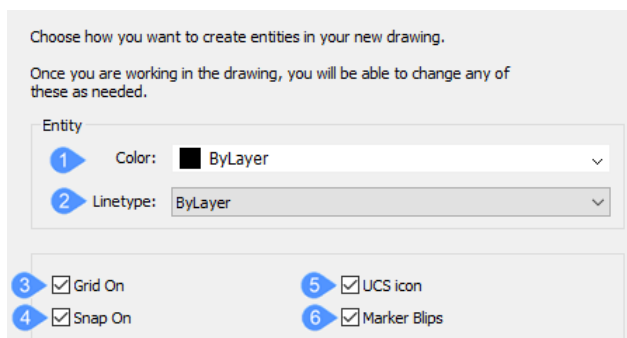 Choose how you want to create entities in your new drawing.
Once you are working in the drawing, you will be able to change any of
these as needed.
Entity
1 Color: ByLayer
2 Linetype: ByLayer
3 Grid On 5 UCS icon
4 Snap On 6 Marker Blips